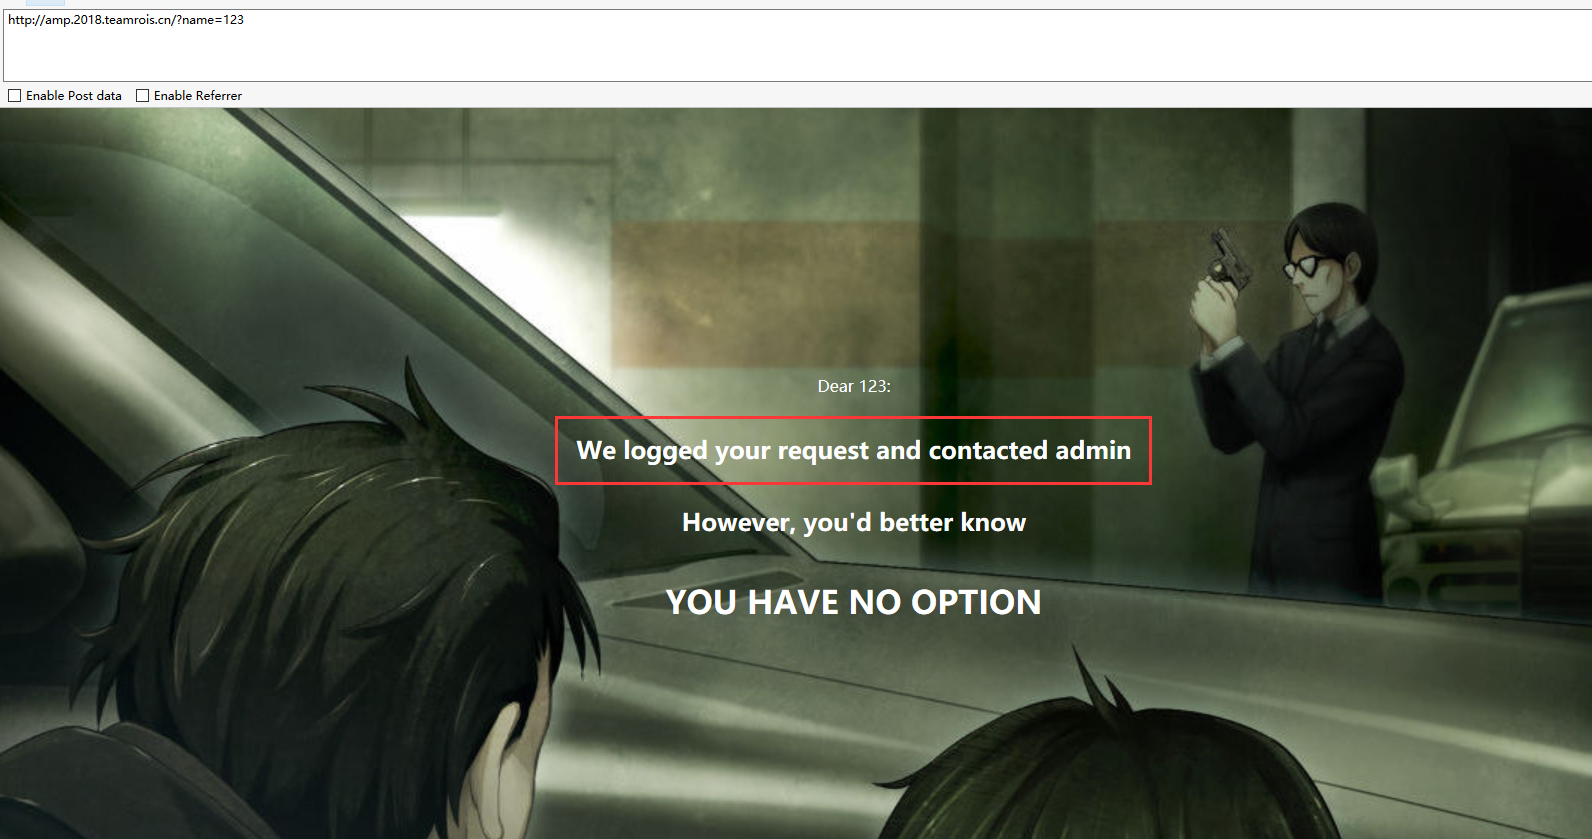 http://amp.2018.teamrois.cn/?name=123
Enable Post data Enable Referrer
Dear 123:
We logged your request and contacted admin
However, you'd better know
YOU HAVE NO OPTION